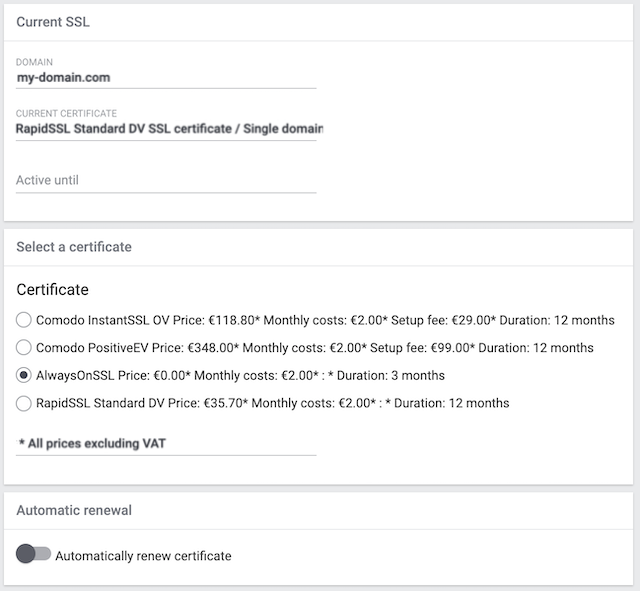 Current SSL
DOMAIN
my-domain.com
CURRENT CERTIFICATE
RapidSSL Standard DV SSL certificate / Single domain
Active until
Select a certificate
Certificate
Comodo InstantSSL OV Price: €118.80* Monthly costs: €2.00* Setup fee: €29.00* Duration: 12 months
Comodo PositiveEV Price: €348.00* Monthly costs: €2.00* Setup fee: €99.00* Duration: 12 months
AlwaysOnSSL Price: €0.00* Monthly costs: €2.00* : * Duration: 3 months
RapidSSL Standard DV Price: €35.70* Monthly costs: €2.00* : * Duration: 12 months
* All prices excluding VAT
Automatic renewal
Automatically renew certificate